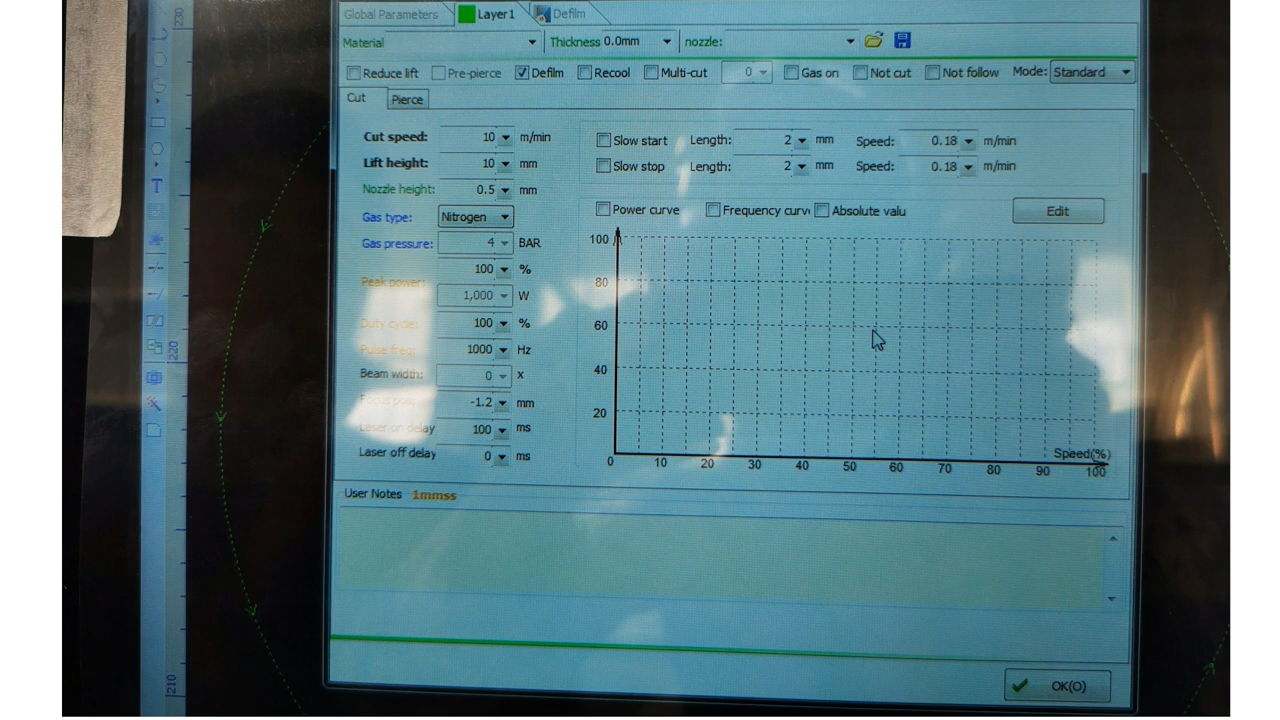 230
Global Parameters Layer1 Defilm
Material Thickness 0.0mm nozzle:
Reduce lift Pre-pierce Defilm Recool Multi-cut 0 Gas on Not cut Not follow Mode: Standard
Cut Pierce
Cut speed: 10 m/min
Lift height: 10 mm
Nozzle height: 0.5 mm
Gas type: Nitrogen
Gas pressure: 4 BAR
Peak power: 100 %
1,000 W
Duty cycle: 100 %
Pulse freq: 1000 Hz
Beam width: 0 x
Focus pos: -1.2 mm
Laser on delay 100 ms
Laser off delay 0 ms
Slow start Length: 2 mm Speed: 0.18 m/min
Slow stop Length: 2 mm Speed: 0.18 m/min
Power curve Frequency curv Absolute valu Edit
100
80
60
40
20
Speed(%)
0 10 20 30 40 50 60 70 80 90 100
User Notes 1mmss
OK(O)
T
220
210